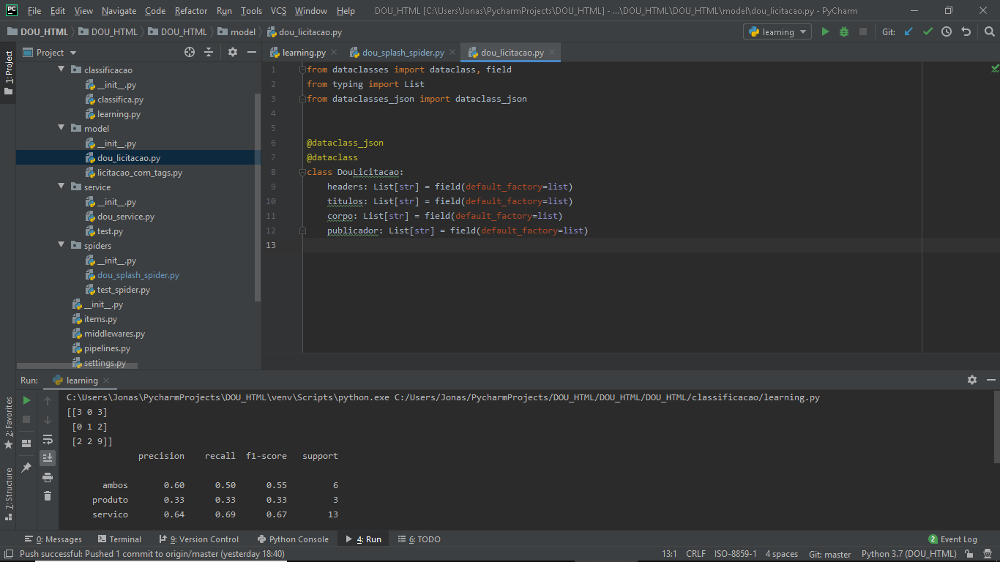 PC File Edit View Navigate Code Refactor Run Tools VCS Window Help DOU_HTML [C:\Users\Jonas\PycharmProjects\DOU_HTML] - ...\DOU_HTML\DOU_HTML\model\dou_licitacao.py - PyCharm
DOU_HTML DOU_HTML DOU_HTML model dou_licitacao.py learning Git:
1: Project
Project
classificacao
__init__.py
classifica.py
learning.py
model
__init__.py
dou_licitacao.py
licitacao_com_tags.py
service
__init__.py
dou_service.py
test.py
spiders
__init__.py
dou_splash_spider.py
test_spider.py
__init__.py
items.py
middlewares.py
pipelines.py
settings.py
learning.py dou_splash_spider.py dou_licitacao.py
1 from dataclasses import dataclass, field
2 from typing import List
3 from dataclasses_json import dataclass_json
4
5
6 @dataclass_json
7 @dataclass
8 class DouLicitacao:
9 headers: List[str] = field(default_factory=list)
10 titulos: List[str] = field(default_factory=list)
11 corpo: List[str] = field(default_factory=list)
12 publicador: List[str] = field(default_factory=list)
13
Run: learning
2: Favorites
7: Structure
C:\Users\Jonas\PycharmProjects\DOU_HTML\venv\Scripts\python.exe C:/Users/Jonas/PycharmProjects/DOU_HTML/DOU_HTML/DOU_HTML/classificacao/learning.py
[[3 0 3]
[0 1 2]
[2 2 9]]
precision recall f1-score support
ambos 0.60 0.50 0.55 6
produto 0.33 0.33 0.33 3
servico 0.64 0.69 0.67 13
0: Messages Terminal 9: Version Control Python Console 4: Run 6: TODO 2 Event Log
Push successful: Pushed 1 commit to origin/master (yesterday 18:40) 13:1 CRLF ISO-8859-1 4 spaces Git: master Python 3.7 (DOU_HTML)